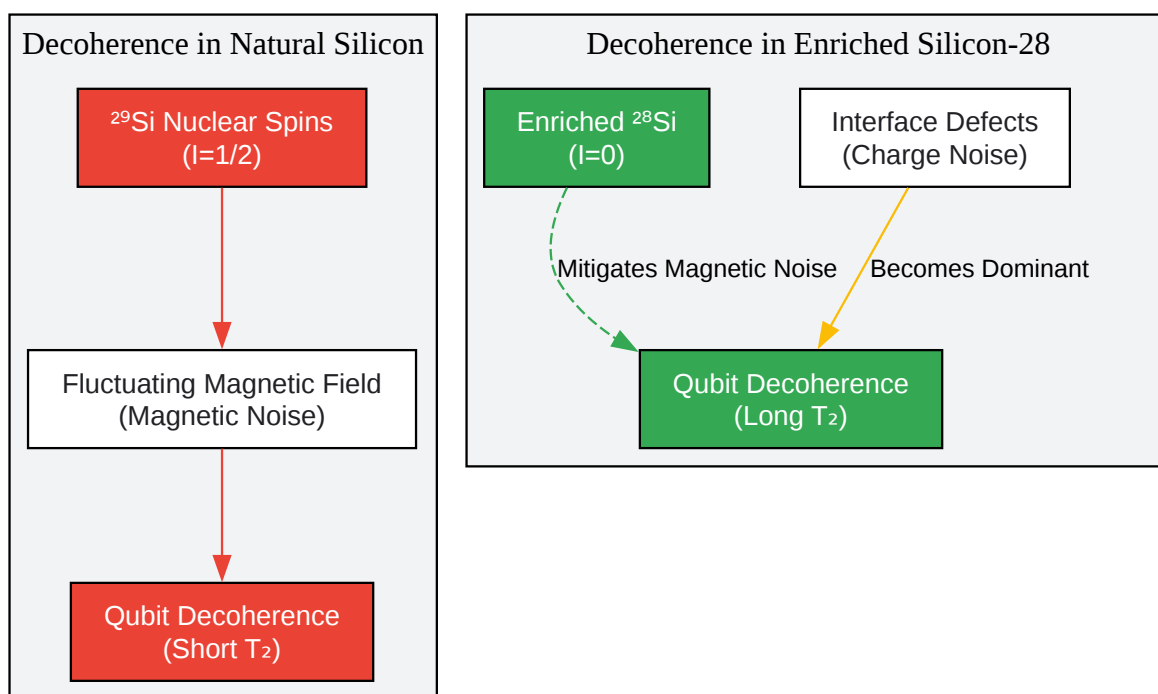 Decoherence in Natural Silicon
²⁹Si Nuclear Spins
(I=1/2)
Fluctuating Magnetic Field
(Magnetic Noise)
Qubit Decoherence
(Short T₂)
Decoherence in Enriched Silicon-28
Enriched ²⁸Si
(I=0)
Interface Defects
(Charge Noise)
Mitigates Magnetic Noise
Becomes Dominant
Qubit Decoherence
(Long T₂)